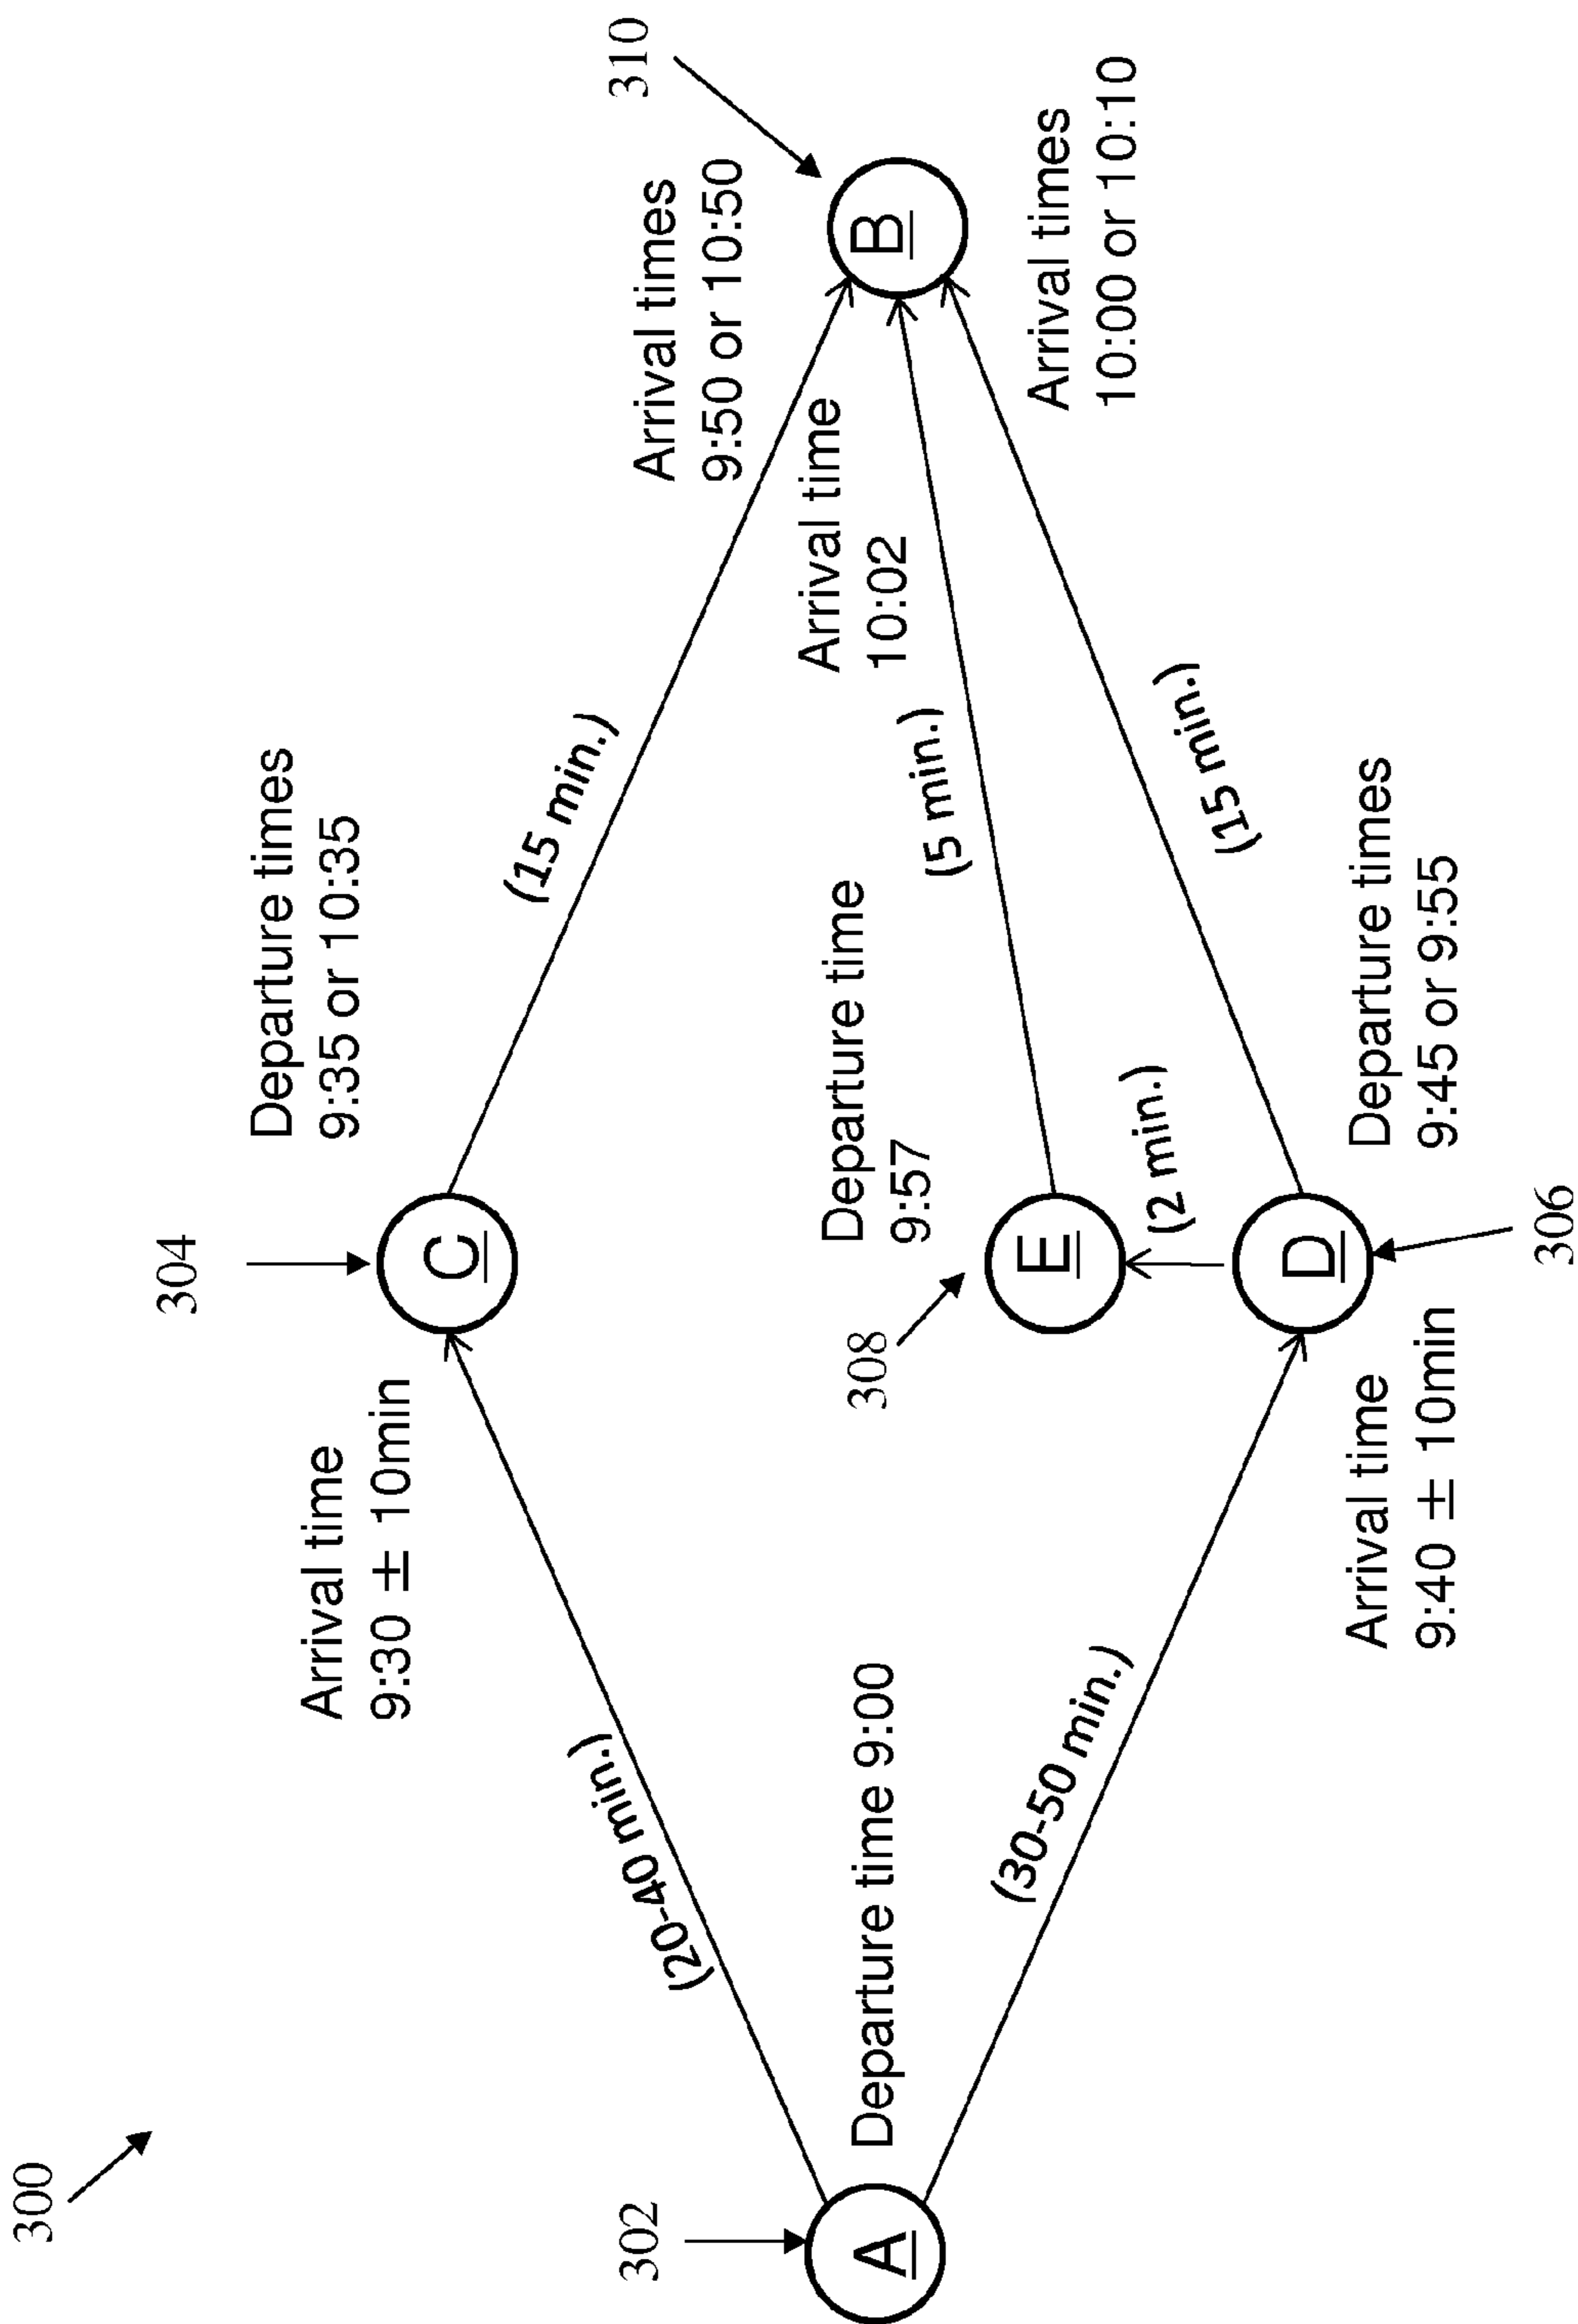 300
302
A
Departure time 9:00
(20-40 min.)
(30-50 min.)
Arrival time
9:30 ± 10min
304
C
Departure times
9:35 or 10:35
(15 min.)
Arrival times
9:50 or 10:50
308
E
Departure time
9:57
(5 min.)
Arrival time
10:02
(2 min.)
Arrival time
9:40 ± 10min
D
306
Departure times
9:45 or 9:55
(15 min.)
Arrival times
10:00 or 10:10
B
310